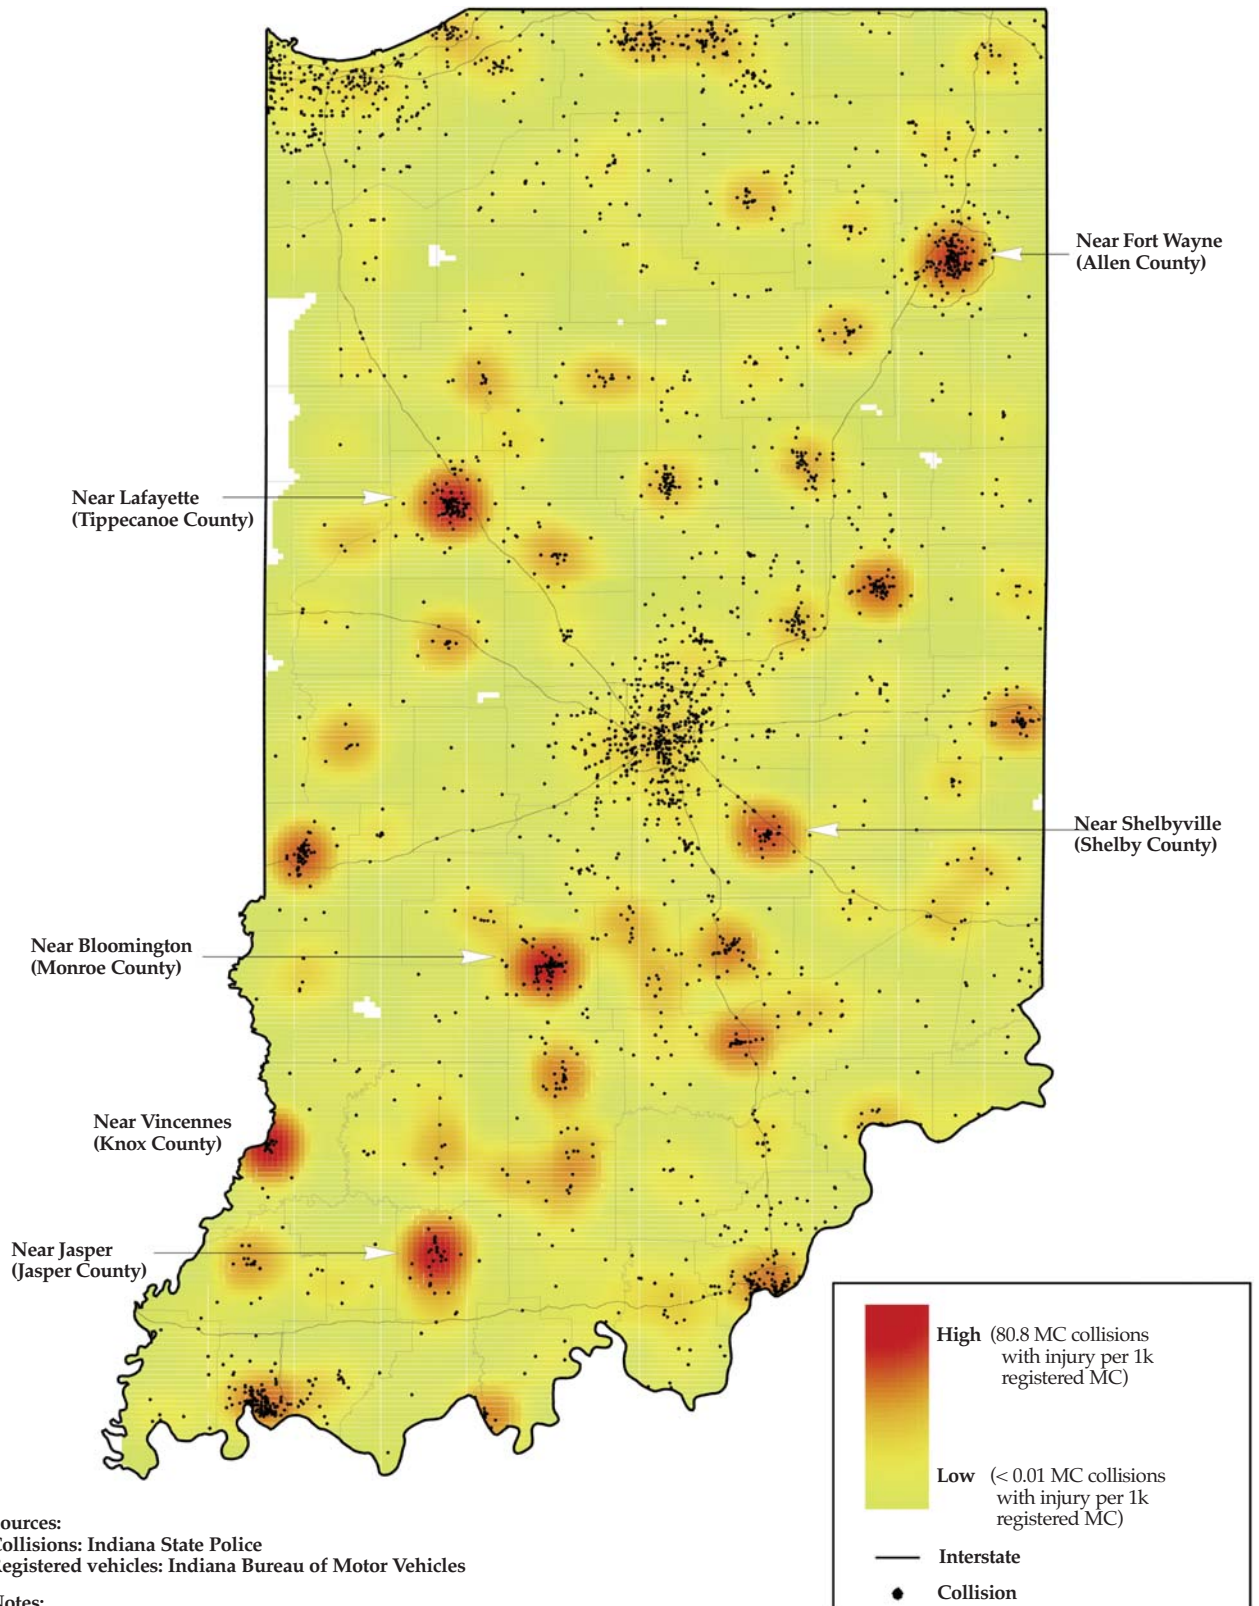 Near Fort Wayne
(Allen County)
Near Lafayette
(Tippecanoe County)
Near Shelbyville
(Shelby County)
Near Bloomington
(Monroe County)
Near Vincennes
(Knox County)
Near Jasper
(Jasper County)
High (80.8 MC collisions
with injury per 1k
registered MC)
Low (< 0.01 MC collisions
with injury per 1k
registered MC)
Interstate
Collision
ources:
ollisions: Indiana State Police
egistered vehicles: Indiana Bureau of Motor Vehicles
otes: